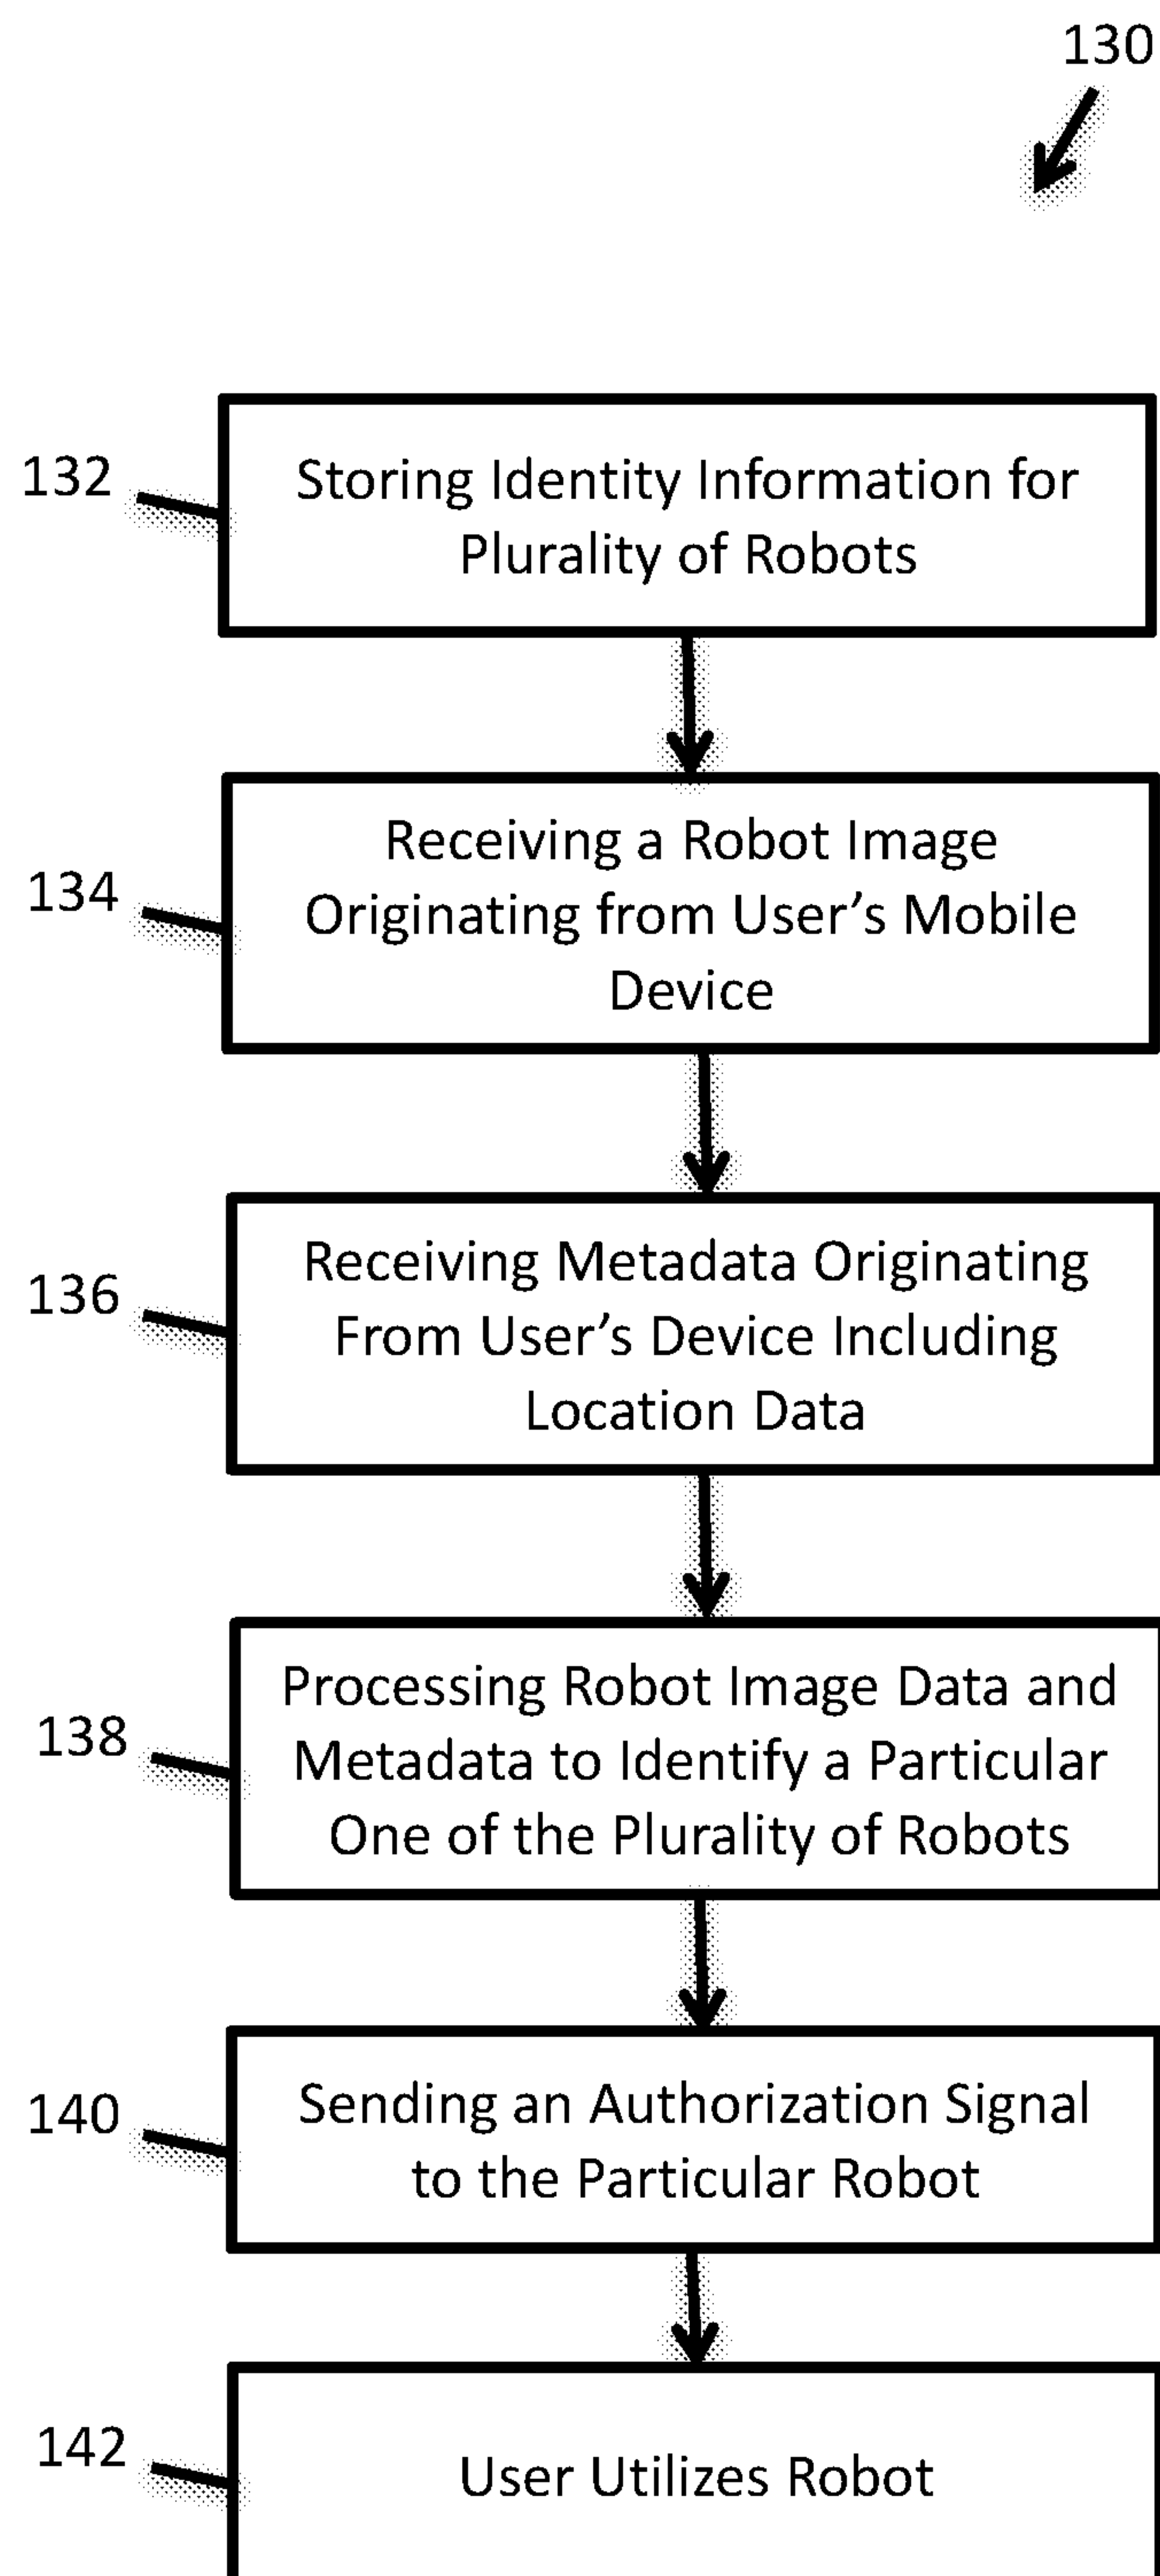 130
132
Storing Identity Information for
Plurality of Robots
134
Receiving a Robot Image
Originating from User’s Mobile
Device
136
Receiving Metadata Originating
From User’s Device Including
Location Data
138
Processing Robot Image Data and
Metadata to Identify a Particular
One of the Plurality of Robots
140
Sending an Authorization Signal
to the Particular Robot
142
User Utilizes Robot